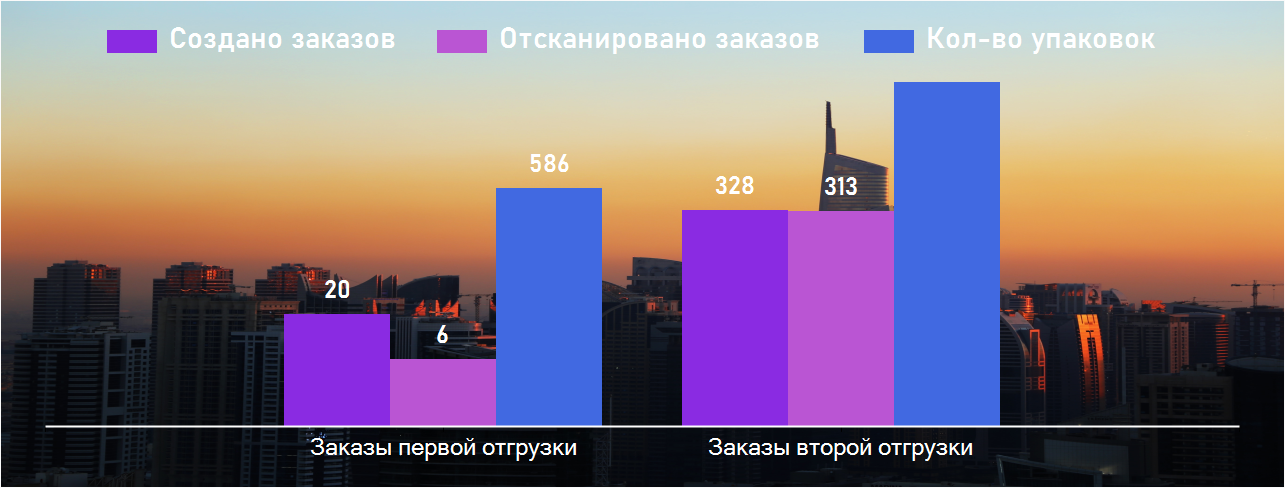 Создано заказов Отсканировано заказов Кол-во упаковок
586
328 313
20
6
Заказы первой отгрузки Заказы второй отгрузки